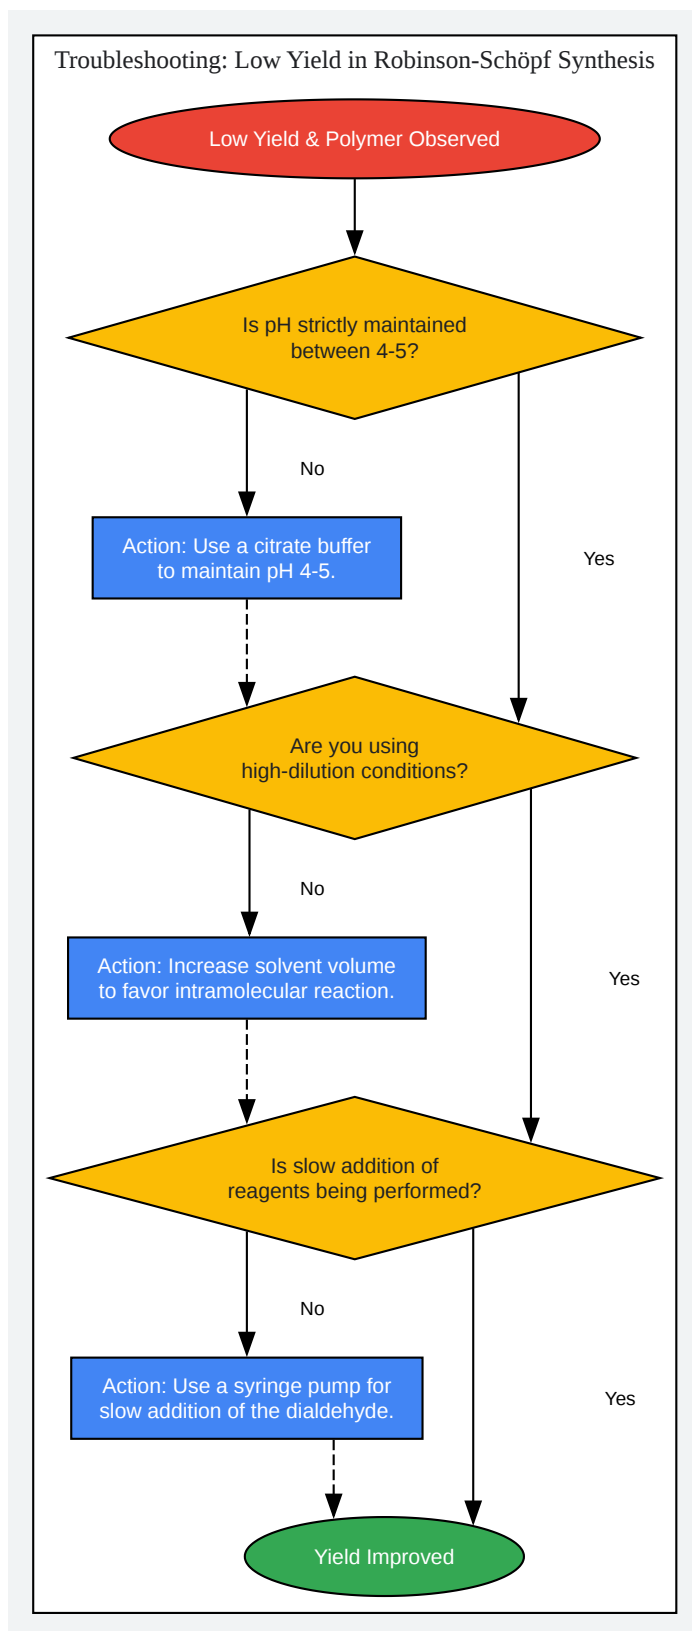 Troubleshooting: Low Yield in Robinson-Schöpf Synthesis
Low Yield & Polymer Observed
Is pH strictly maintained
between 4-5?
No
Action: Use a citrate buffer
to maintain pH 4-5.
Yes
Are you using
high-dilution conditions?
No
Action: Increase solvent volume
to favor intramolecular reaction.
Yes
Is slow addition of
reagents being performed?
No
Action: Use a syringe pump for
slow addition of the dialdehyde.
Yes
Yield Improved